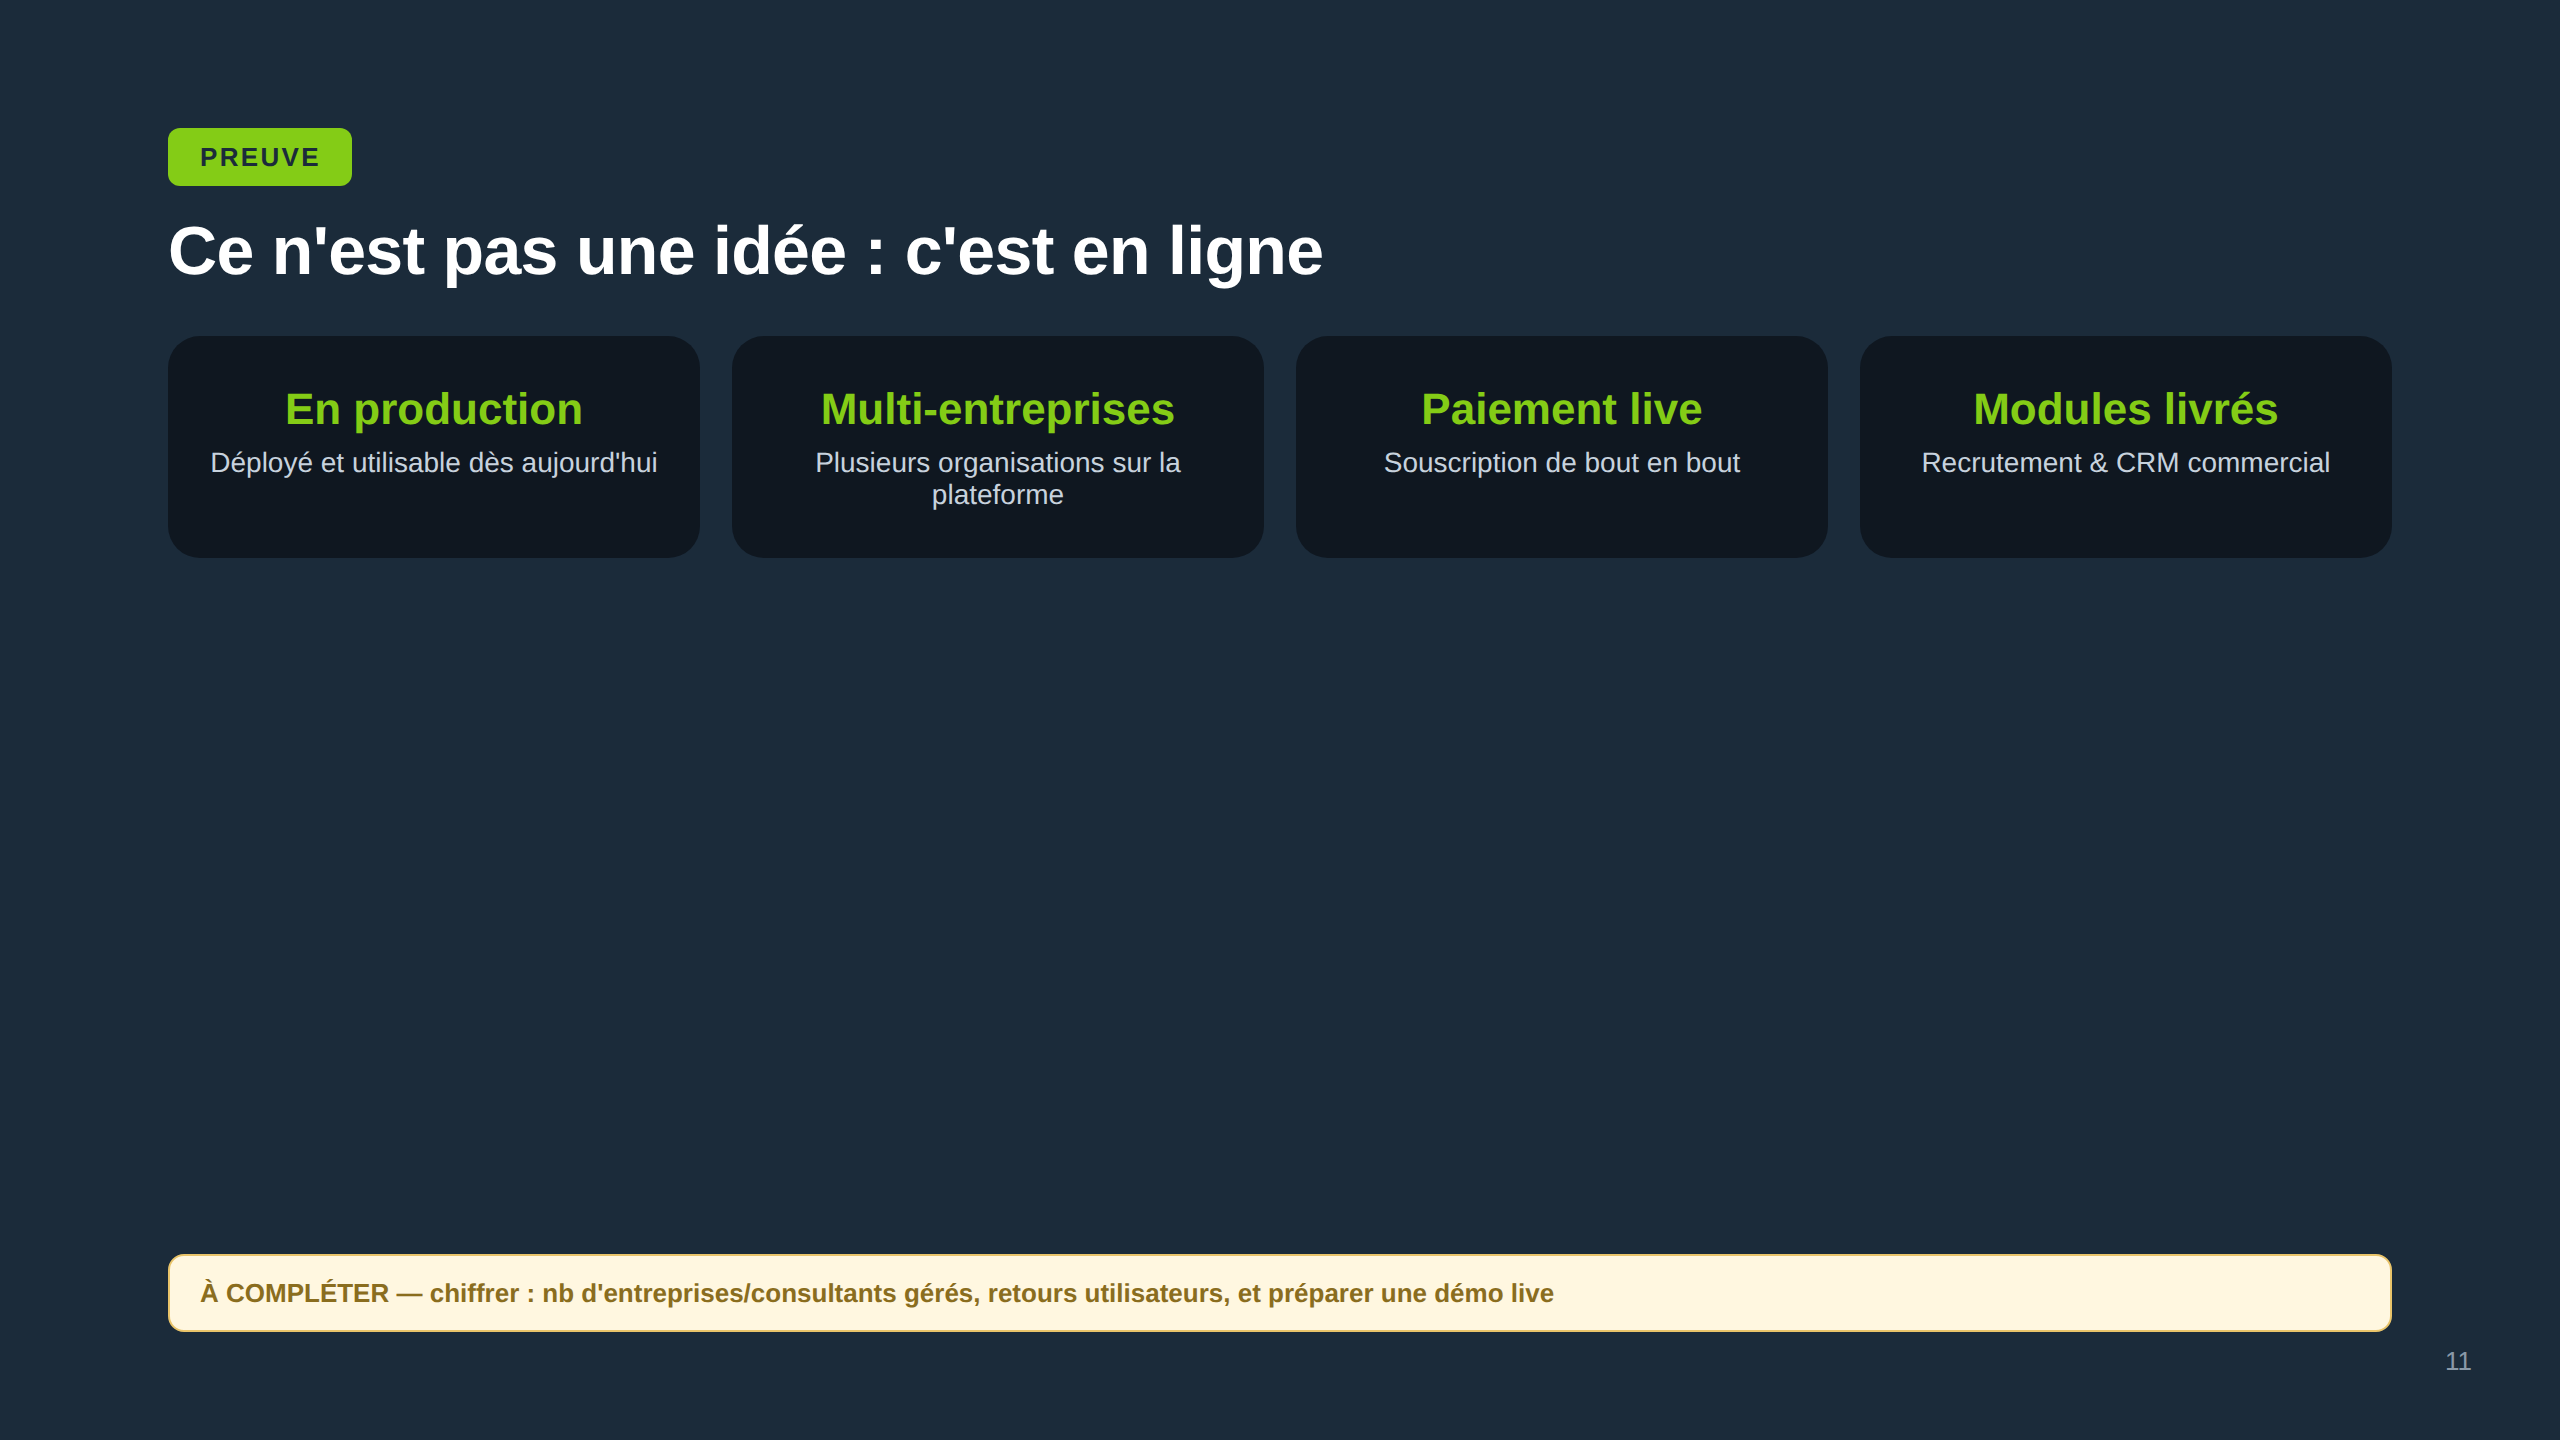 PREUVE
Ce n'est pas une idée : c'est en ligne
En production
Déployé et utilisable dès aujourd'hui
Multi-entreprises
Plusieurs organisations sur la
plateforme
Paiement live
Souscription de bout en bout
Modules livrés
Recrutement & CRM commercial
À COMPLÉTER — chiffrer : nb d'entreprises/consultants gérés, retours utilisateurs, et préparer une démo live
11